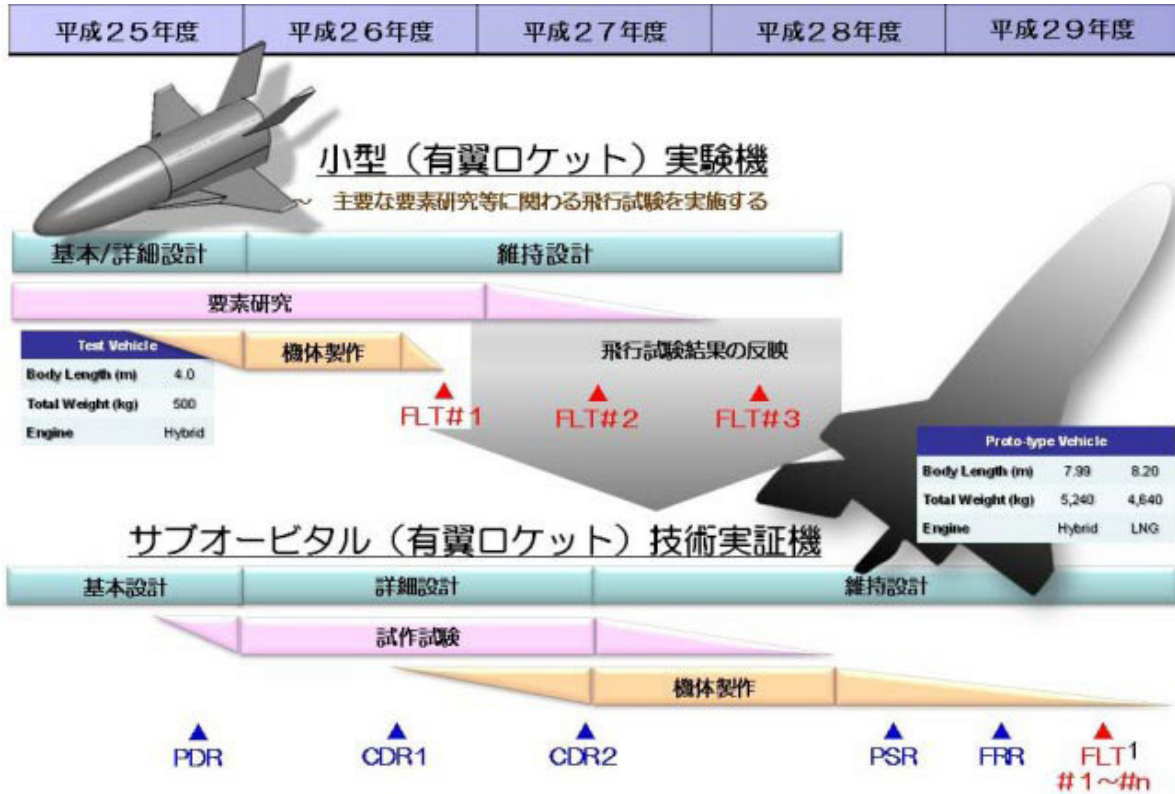 平成25年度 平成26年度 平成27年度 平成28年度 平成29年度
小型（有翼ロケット）実験機
～ 主要な要素研究等に関わる飛行試験を実施する
基本/詳細設計 維持設計
要素研究
機体製作
飛行試験結果の反映
Test Vehicle
Body Length (m) 4.0
Total Weight (kg) 500
Engine Hybrid
FLT#1 FLT#2 FLT#3
Proto-type Vehicle
Body Length (m) 7.99 8.20
Total Weight (kg) 5,240 4,640
Engine Hybrid LNG
サブオービタル（有翼ロケット）技術実証機
基本設計 詳細設計 維持設計
試作試験
機体製作
PDR CDR1 CDR2 PSR FRR FLT1
#1～#n